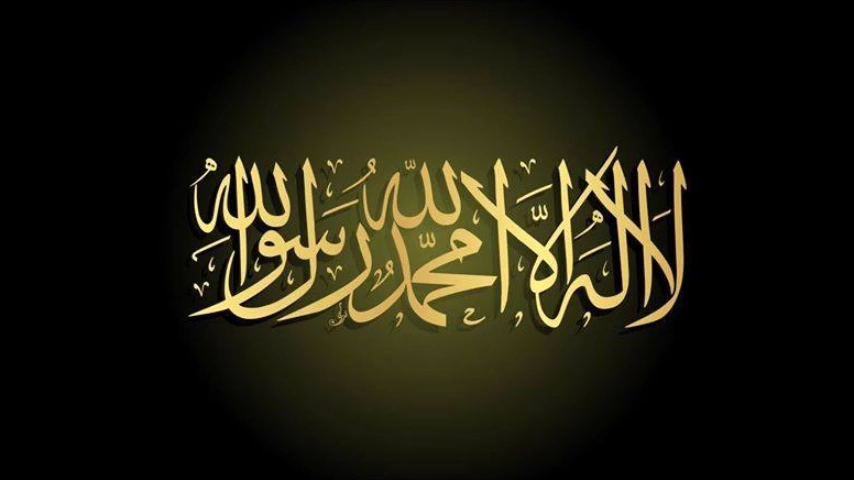 لا إله إلا الله محمد رسول الله